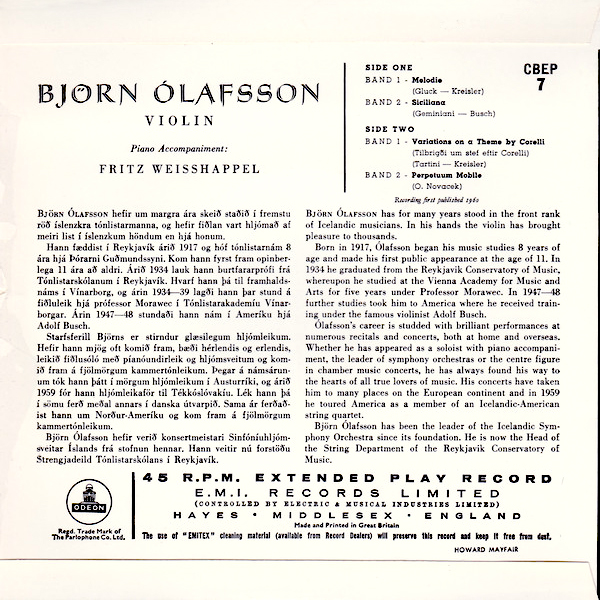 BJÖRN ÓLAFSSON
VIOLIN
Piano Accompaniment:
FRITZ WEISSHAPPEL
SIDE ONE
BAND 1 - Melodie
(Gluck — Kreisler)
BAND 2 - Siciliana
(Geminiani — Busch)
SIDE TWO
BAND 1 - Variations on a Theme by Corelli
(Tilbrigði um stef eftir Corelli)
(Tartini — Kreisler)
BAND 2 - Perpetuum Mobile
(O. Novacek)
Recording first published 1960
CBEP
7
BJÖRN ÓLAFSSON hefir um margra ára skeið staðið í fremstu
röð íslenzkra tónlistarmanna, og hefir fiðlan vart hljómað af
meiri list í íslenzkum höndum en hjá honum.
Hann fæddist í Reykjavík árið 1917 og hóf tónlistarnám 8
ára hjá Þórarni Guðmundssyni. Kom hann fyrst fram opinber-
lega 11 ára að aldri. Árið 1934 lauk hann burtfararprófi frá
Tónlistarskólanum í Reykjavík. Hvarf hann þá til framhalds-
náms í Vínarborg, og árin 1934—39 lagði hann þar stund á
fiðluleik hjá prófessor Morawec í Tónlistarakademíu Vínar-
borgar. Árin 1947—48 stundaði hann nám í Ameríku hjá
Adolf Busch.
Starfsferill Björns er stirndur glæsilegum hljómleikum.
Hefir hann mjög oft komið fram, bæði hérlendis og erlendis,
leikið fiðlusóló með píanóundirleik og hljómsveitum og kom-
ið fram á fjölmörgum kammertónleikum. Þegar á námsárun-
um tók hann þátt í mörgum hljómleikum í Austurríki, og árið
1959 fór hann hljómleikaför til Tékkóslóvakíu. Lék hann þá
í sömu ferð meðal annars í danska útvarpið. Sama ár ferðað-
ist hann um Norður-Ameríku og kom fram á fjölmörgum
kammertónleikum.
Björn Ólafsson hefir verið konsertmeistari Sinfóníuhljóm-
sveitar Íslands frá stofnun hennar. Hann veitir nú forstöðu
Strengjadeild Tónlistarskólans í Reykjavík.
BJÖRN ÓLAFSSON has for many years stood in the front rank
of Icelandic musicians. In his hands the violin has brought
pleasure to thousands.
Born in 1917, Ólafsson began his music studies 8 years of
age and made his first public appearance at the age of 11. In
1934 he graduated from the Reykjavik Conservatory of Music,
whereupon he studied at the Vienna Academy for Music and
Arts for five years under Professor Morawec. In 1947—48
further studies took him to America where he received train-
ing under the famous violinist Adolf Busch.
Ólafsson's career is studded with brilliant performances at
numerous recitals and concerts, both at home and overseas.
Whether he has appeared as a soloist with piano accompani-
ment, the leader of symphony orchestras or the centre figure
in chamber music concerts, he has always found his way to
the hearts of all true lovers of music. His concerts have taken
him to many places on the European continent and in 1959
he toured America as a member of an Icelandic-American
string quartet.
Björn Ólafsson has been the leader of the Icelandic Sym-
phony Orchestra since its foundation. He is now the Head of
the String Department of the Reykjavik Conservatory of
Music.
ODEON
Regd. Trade Mark of
The Parlophone Co. Ltd.
45 R.P.M. EXTENDED PLAY RECORD
E.M.I. RECORDS LIMITED
(CONTROLLED BY ELECTRIC & MUSICAL INDUSTRIES LIMITED)
HAYES • MIDDLESEX • ENGLAND
Made and Printed in Great Britain
The use of "EMITEX" cleaning material (available from Record Dealers) will preserve this record and keep it free from dust.
HOWARD MAYFAIR